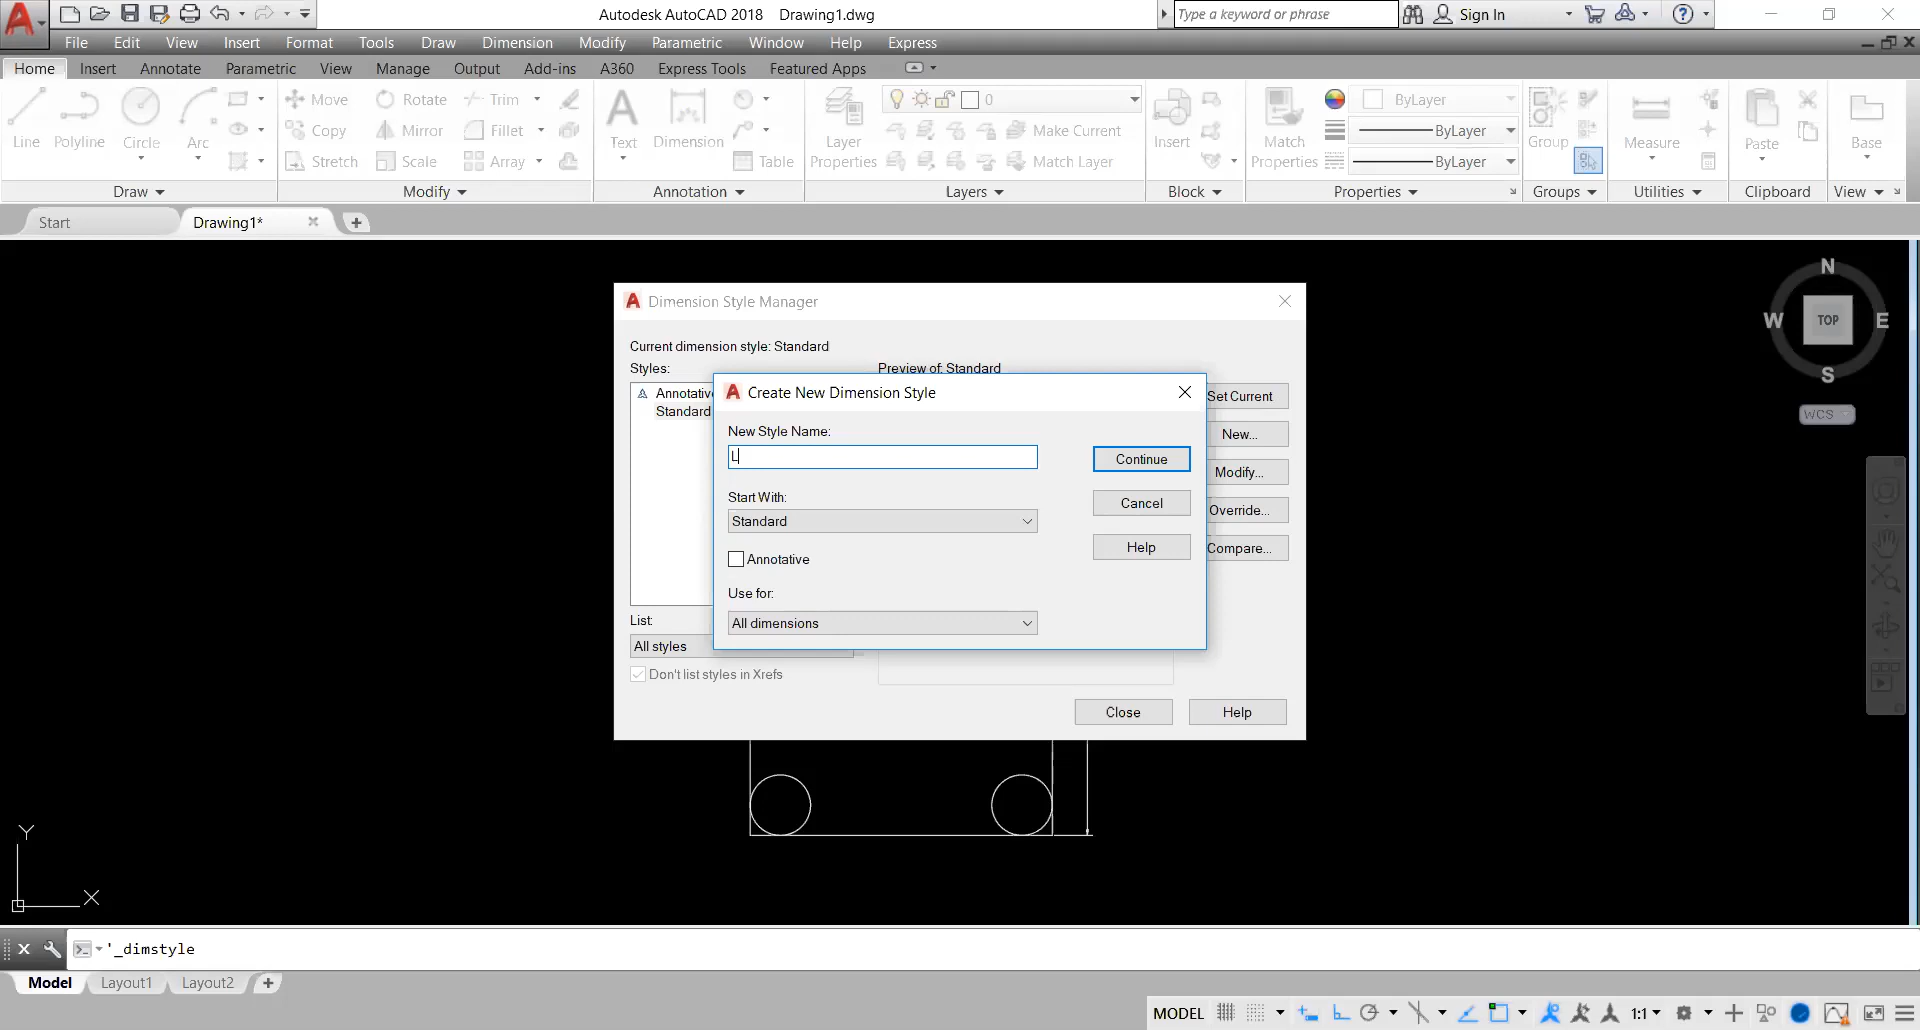 Autodesk AutoCAD 2018 Drawing1.dwg
Type a keyword or phrase
Sign In
File Edit View Insert Format Tools Draw Dimension Modify Parametric Window Help Express
Home Insert Annotate Parametric View Manage Output Add-ins A360 Express Tools Featured Apps
Line Polyline Circle Arc
Move Rotate Trim
Copy Mirror Fillet
Stretch Scale Array
Text Dimension Table
Layer Properties
0
Make Current
Match Layer
Insert
Match Properties
ByLayer
ByLayer
ByLayer
Group
Measure
Paste
Base
Draw Modify Annotation Layers Block Properties Groups Utilities Clipboard View
Start Drawing1*
N
W TOP E
S
WCS
Dimension Style Manager
Current dimension style: Standard
Styles: Preview of: Standard
Annotative
Standard
Set Current
New...
Modify...
Override...
Compare...
Create New Dimension Style
New Style Name:
L
Continue
Start With:
Standard
Cancel
Annotative
Help
Use for:
All dimensions
List:
All styles
Don't list styles in Xrefs
Close Help
Y
X
'_dimstyle
Model Layout1 Layout2
MODEL 1:1